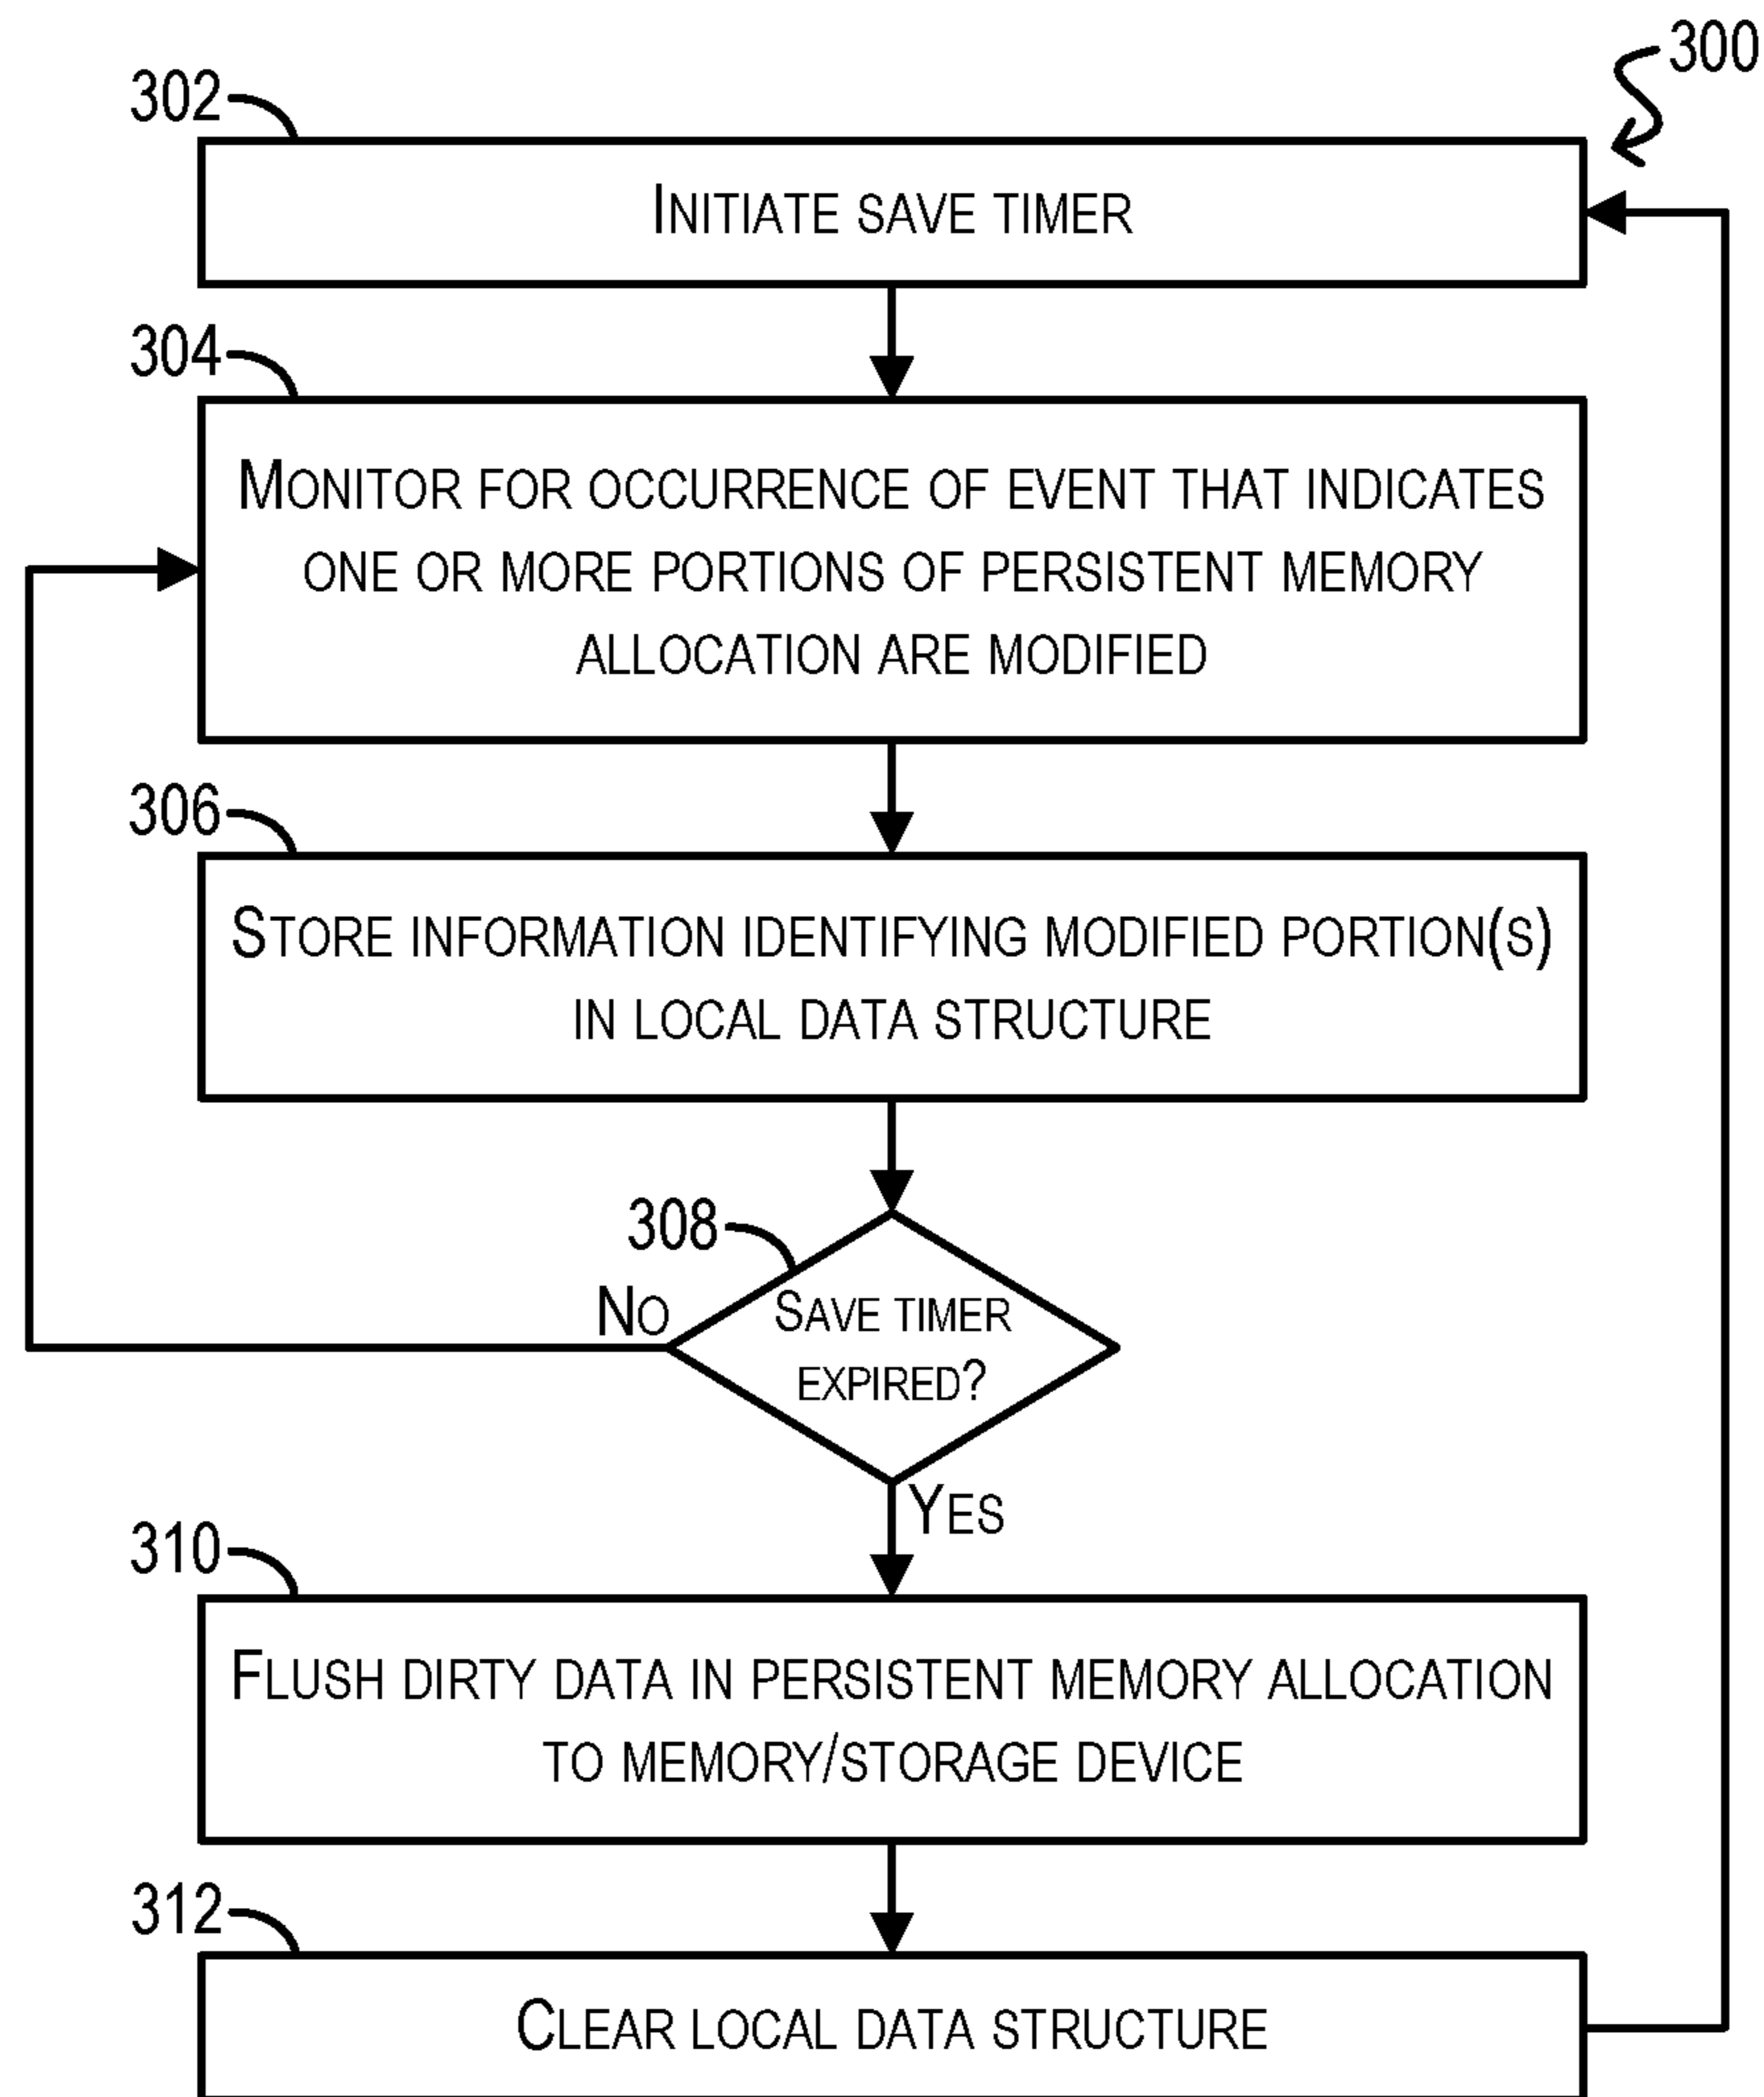 300
302
INITIATE SAVE TIMER
304
MONITOR FOR OCCURRENCE OF EVENT THAT INDICATES
ONE OR MORE PORTIONS OF PERSISTENT MEMORY
ALLOCATION ARE MODIFIED
306
STORE INFORMATION IDENTIFYING MODIFIED PORTION(S)
IN LOCAL DATA STRUCTURE
308
NO
SAVE TIMER
EXPIRED?
YES
310
FLUSH DIRTY DATA IN PERSISTENT MEMORY ALLOCATION
TO MEMORY/STORAGE DEVICE
312
CLEAR LOCAL DATA STRUCTURE